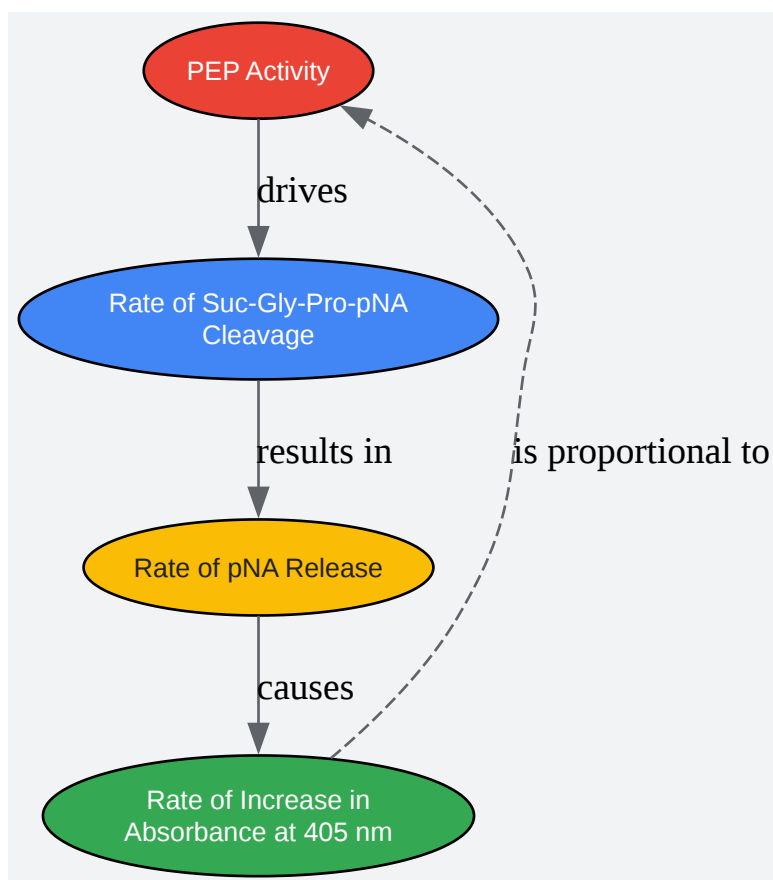 PEP Activity
drives
Rate of Suc-Gly-Pro-pNA
Cleavage
results in
is proportional to
Rate of pNA Release
causes
Rate of Increase in
Absorbance at 405 nm